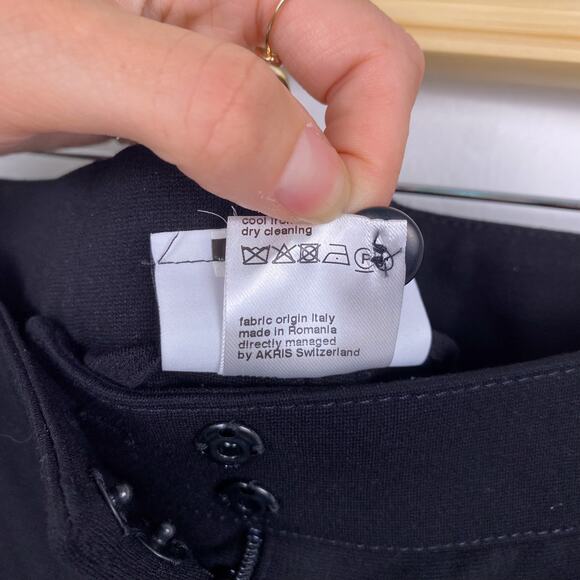 cool iron
dry cleaning
P
fabric origin Italy
made in Romania
directly managed
by AKRIS Switzerland